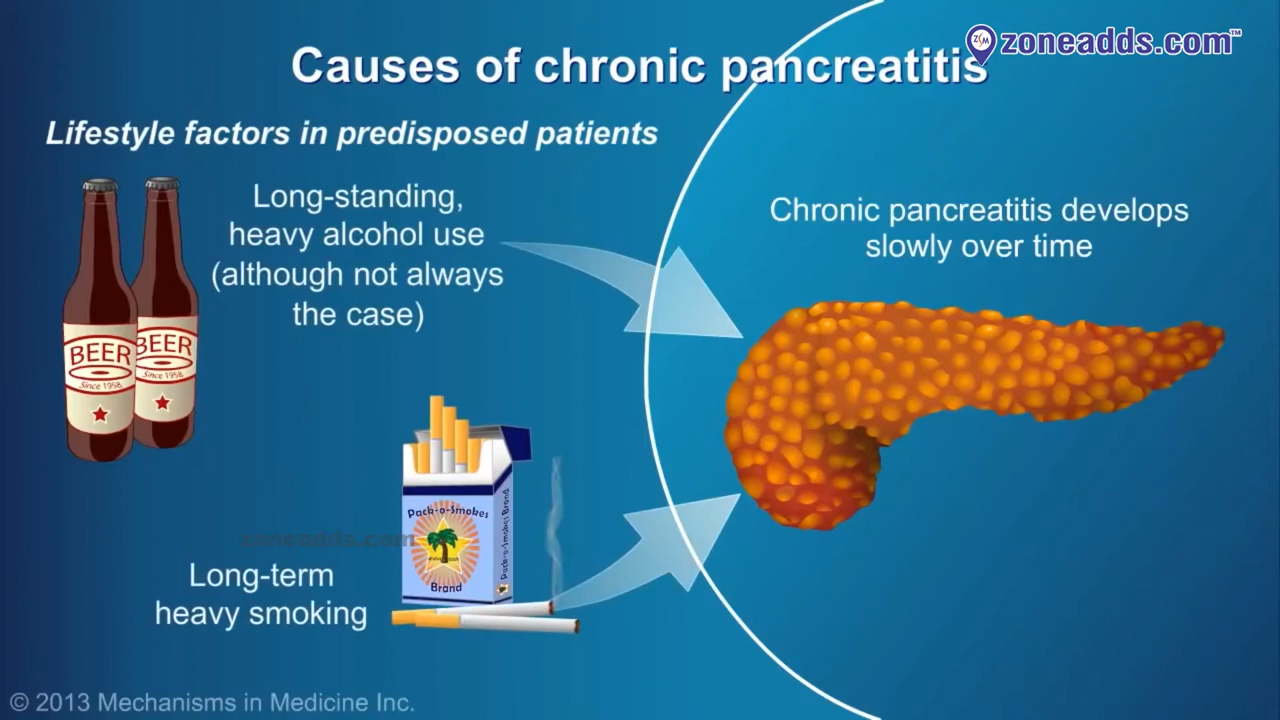 zoneadds.com™
Causes of chronic pancreatitis
Lifestyle factors in predisposed patients
Long-standing,
heavy alcohol use
(although not always
the case)
Chronic pancreatitis develops
slowly over time
BEER
Since 1958
BEER
Since 1958
Pack-o-Smokes
Brand
Pack-o-Smokes Brand
zoneadds.com
Long-term
heavy smoking
© 2013 Mechanisms in Medicine Inc.